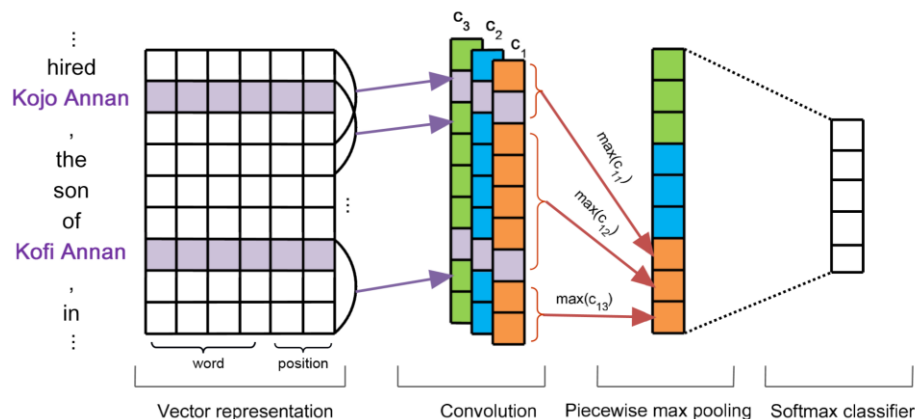 ⋮
hired
Kojo Annan
,
the
son
of
Kofi Annan
,
in
⋮
...
word
position
Vector representation
c3
c2
c1
Convolution
max(c11)
max(c12)
max(c13)
Piecewise max pooling
Softmax classifier